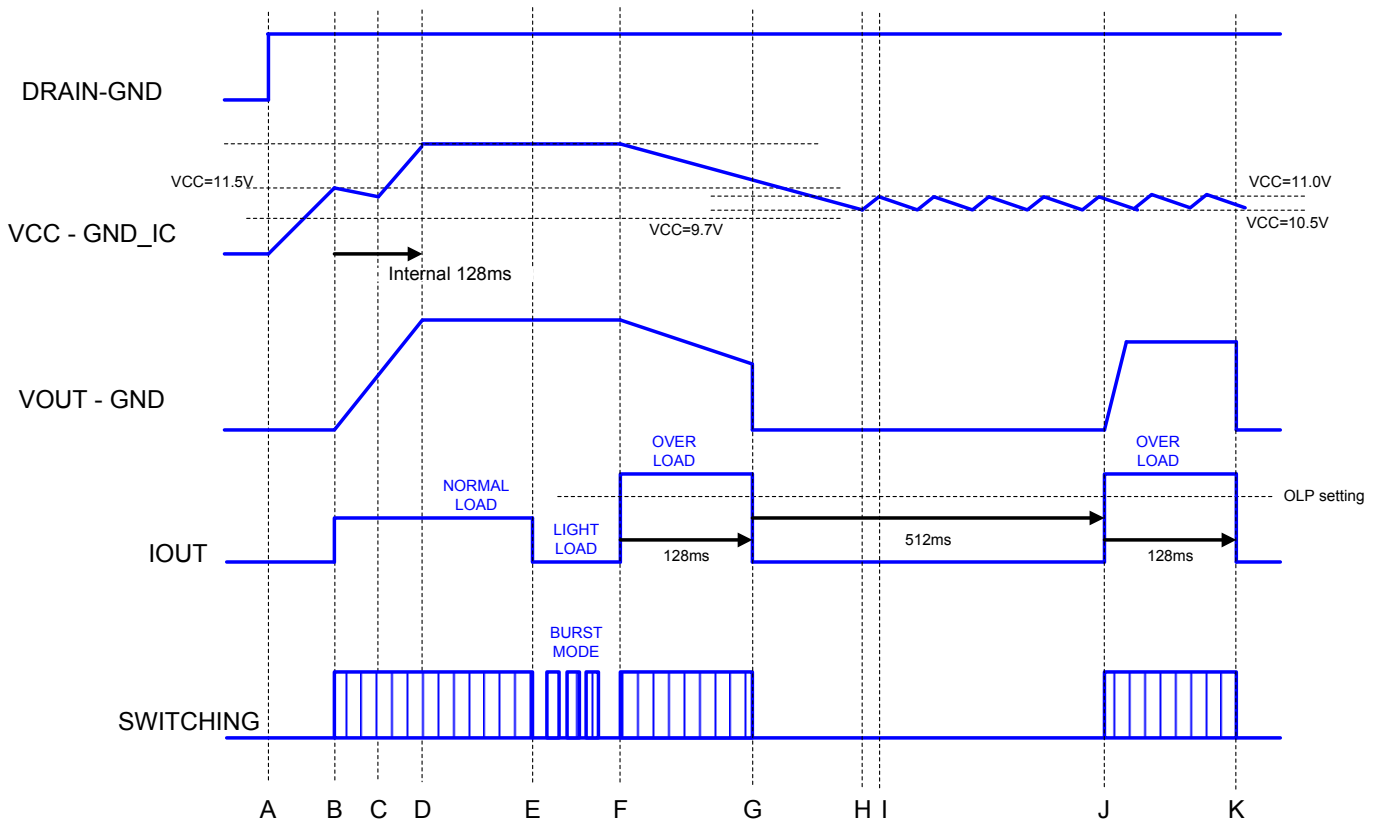 DRAIN-GND
VCC=11.5V
VCC=11.0V
VCC - GND_IC
VCC=9.7V
VCC=10.5V
Internal 128ms
VOUT - GND
OVER
LOAD
OVER
LOAD
NORMAL
LOAD
OLP setting
LIGHT
LOAD
IOUT
128ms
512ms
128ms
BURST
MODE
SWITCHING
A B C D E F G H I J K